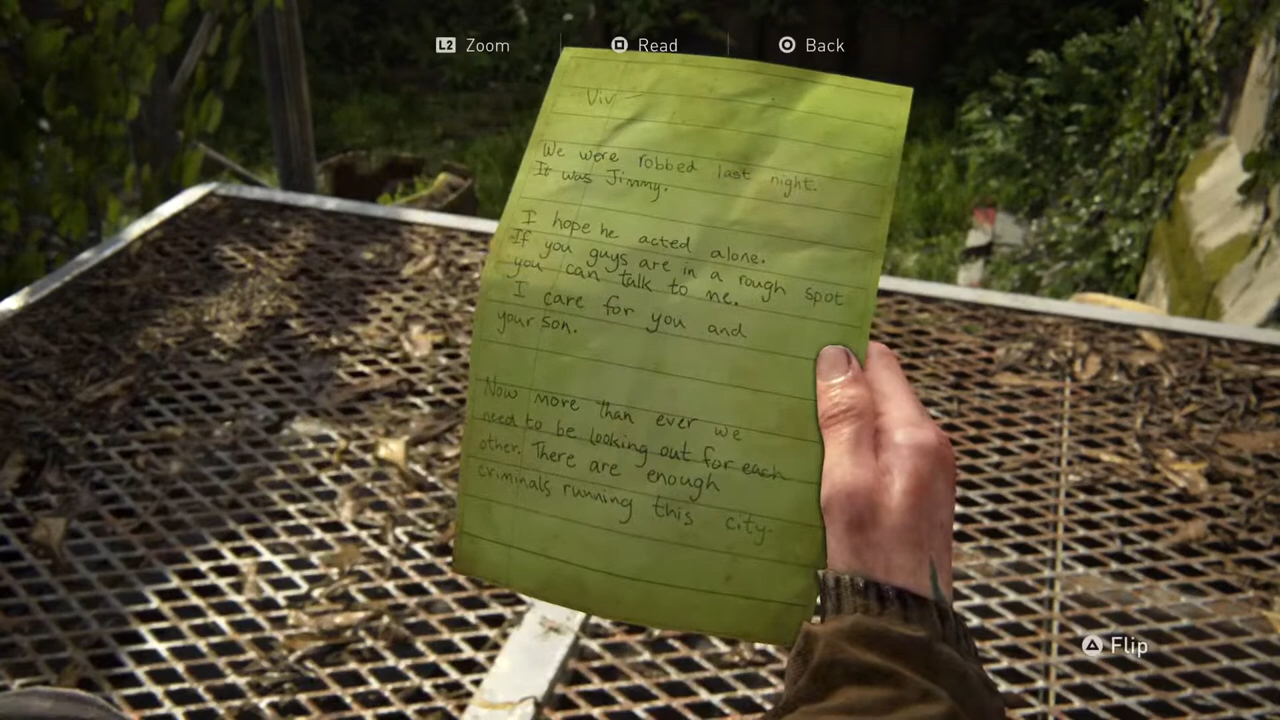 L2 Zoom Read Back
Viv-
We were robbed last night.
It was Jimmy.
I hope he acted alone.
If you guys are in a rough spot
you can talk to me.
I care for you and
your son.
Now more than ever we
need to be looking out for each
other. There are enough
criminals running this city.
Flip